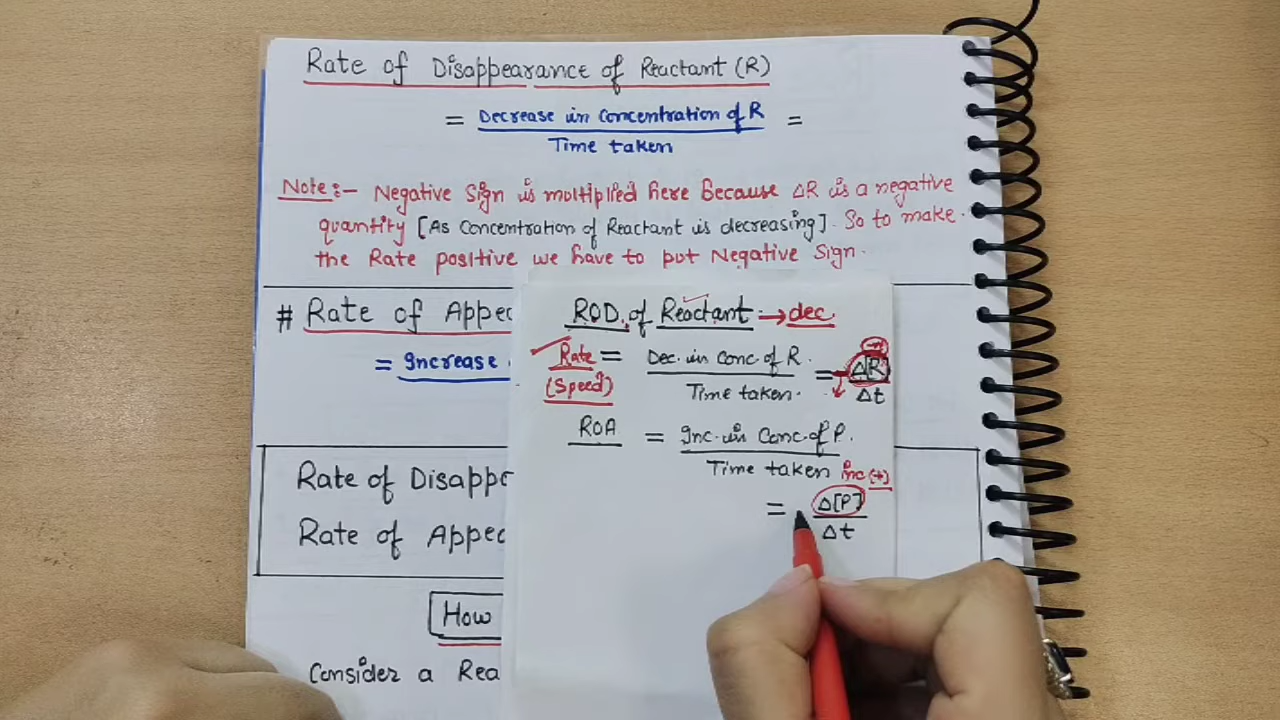 Rate of Disappearance of Reactant (R)
= Decrease in Concentration of R / Time taken =
Note:- Negative Sign is multiplied here Because ΔR is a negative
quantity [As Concentration of Reactant is decreasing]. So to make
the Rate positive we have to put Negative Sign.
# Rate of Appea
= Increase
Rate of Disappo
Rate of Appea
How
Consider a Rea
ROD. of Reactant → dec.
Rate = Dec. in Conc. of R. / Time taken. = - Δ[R] / Δt
(Speed)
ROA = Inc. in Conc. of P. / Time taken
inc (+)
= Δ[P] / Δt